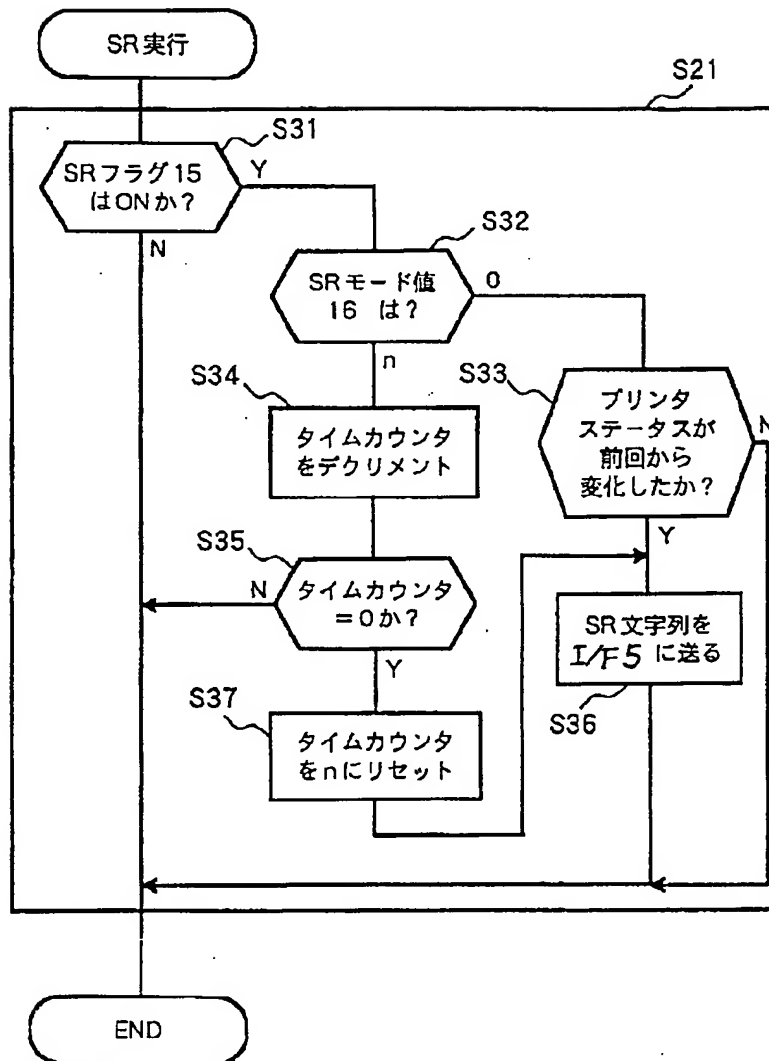 SR実行
S21
S31
SRフラグ15
はONか?
Y
N
S32
SRモード値
16 は?
0
n
S34
タイムカウンタ
をデクリメント
S33
プリンタ
ステータスが
前回から
変化したか?
N
Y
S35
タイムカウンタ
=0か?
N
Y
SR文字列を
I/F5 に送る
S36
S37
タイムカウンタ
をnにリセット
END